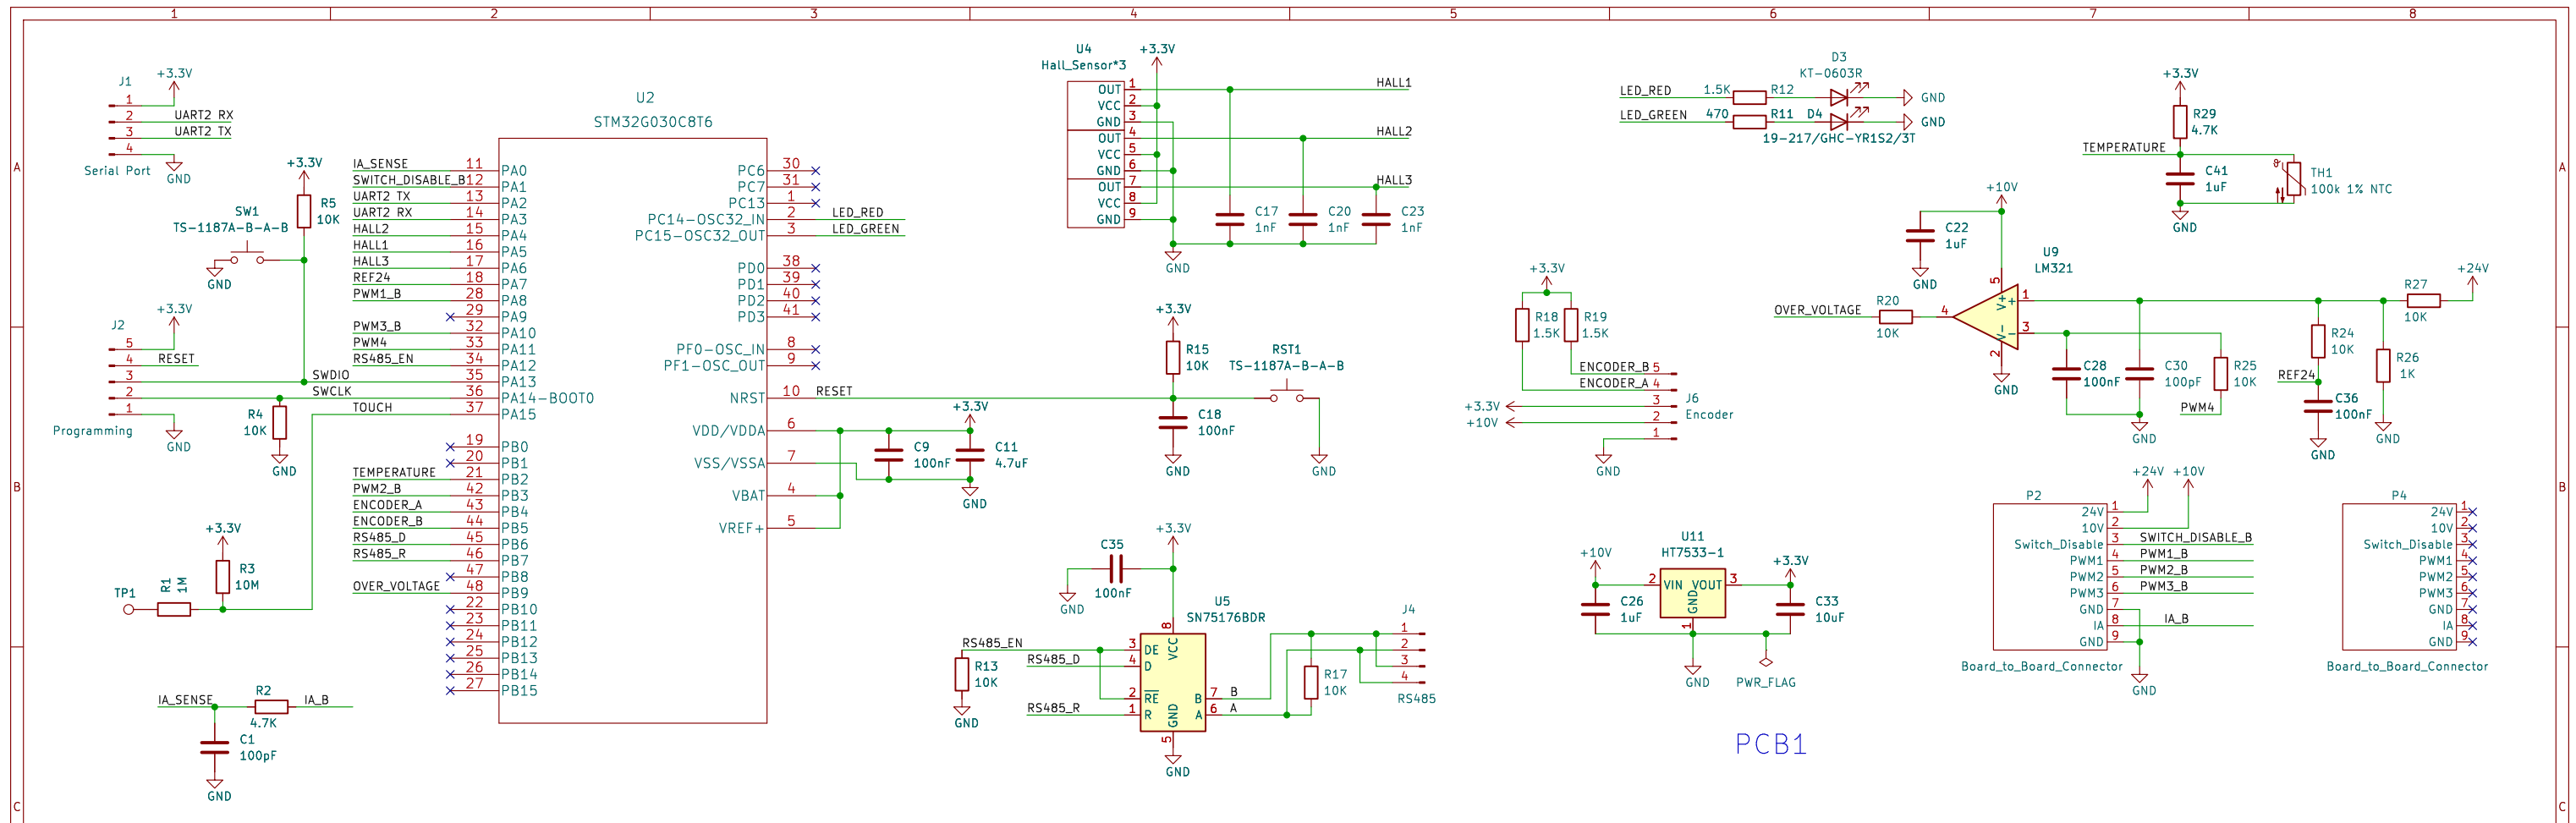 1 2 3 4 5 6 7 8
A
B
C
A
B
C
J1
+3.3V
1
2 UART2 RX
3 UART2 TX
4
Serial Port
GND
+3.3V
R5
10K
SW1
TS-1187A-B-A-B
GND
J2
+3.3V
5
4 RESET
3 SWDIO
2 SWCLK
1
Programming
GND
R4
10K
GND
TOUCH
+3.3V
R3
10M
R1
1M
TP1
IA_SENSE
R2
4.7K
IA_B
C1
100pF
GND
U2
STM32G030C8T6
IA_SENSE 11 PA0
SWITCH_DISABLE_B 12 PA1
UART2 TX 13 PA2
UART2 RX 14 PA3
HALL2 15 PA4
HALL1 16 PA5
HALL3 17 PA6
REF24 18 PA7
PWM1_B 28 PA8
29 PA9
PWM3_B 32 PA10
PWM4 33 PA11
RS485_EN 34 PA12
35 PA13
36 PA14-BOOT0
37 PA15
19 PB0
20 PB1
TEMPERATURE 21 PB2
PWM2_B 42 PB3
ENCODER_A 43 PB4
ENCODER_B 44 PB5
RS485_D 45 PB6
RS485_R 46 PB7
47 PB8
OVER_VOLTAGE 48 PB9
22 PB10
23 PB11
24 PB12
25 PB13
26 PB14
27 PB15
PC6 30
PC7 31
PC13 1
PC14-OSC32_IN 2 LED_RED
PC15-OSC32_OUT 3 LED_GREEN
PD0 38
PD1 39
PD2 40
PD3 41
PF0-OSC_IN 8
PF1-OSC_OUT 9
NRST 10 RESET
VDD/VDDA 6
VSS/VSSA 7
VBAT 4
VREF+ 5
+3.3V
C9
100nF
C11
4.7uF
GND
U4
Hall_Sensor*3
+3.3V
OUT 1 HALL1
VCC 2
GND 3
OUT 4 HALL2
VCC 5
GND 6
OUT 7 HALL3
VCC 8
GND 9
C17
1nF
C20
1nF
C23
1nF
GND
+3.3V
R15
10K
RST1
TS-1187A-B-A-B
C18
100nF
GND
GND
+3.3V
C35
100nF
GND
U5
SN75176BDR
8
VCC
RS485_EN 3 DE
RS485_D 4 D
2 RE
RS485_R 1 R
7 B
B
6 A
A
GND
5
GND
R13
10K
GND
R17
10K
J4
1
2
3
4
RS485
+3.3V
R18
1.5K
R19
1.5K
ENCODER_B 5
ENCODER_A 4
+3.3V 3
+10V 2
1
J6
Encoder
GND
LED_RED 1.5K R12
D3
KT-0603R
GND
LED_GREEN 470 R11 D4
19-217/GHC-YR1S2/3T
GND
+3.3V
R29
4.7K
TEMPERATURE
C41
1uF
TH1
100k 1% NTC
GND
+10V
C22
1uF
GND
U9
LM321
5
V+
+
1
4
-
3
V-
2
GND
OVER_VOLTAGE
R20
10K
R27
10K
+24V
C28
100nF
C30
100pF
R25
10K
PWM4
GND
R24
10K
REF24
C36
100nF
GND
R26
1K
GND
U11
HT7533-1
+10V
2 VIN VOUT 3
GND
1
+3.3V
C26
1uF
C33
10uF
GND
PWR_FLAG
PCB1
+24V +10V
P2
24V 1
10V 2
Switch_Disable 3 SWITCH_DISABLE_B
PWM1 4 PWM1_B
PWM2 5 PWM2_B
PWM3 6 PWM3_B
GND 7
IA 8 IA_B
GND 9
Board_to_Board_Connector
GND
P4
24V 1
10V 2
Switch_Disable 3
PWM1 4
PWM2 5
PWM3 6
GND 7
IA 8
GND 9
Board_to_Board_Connector